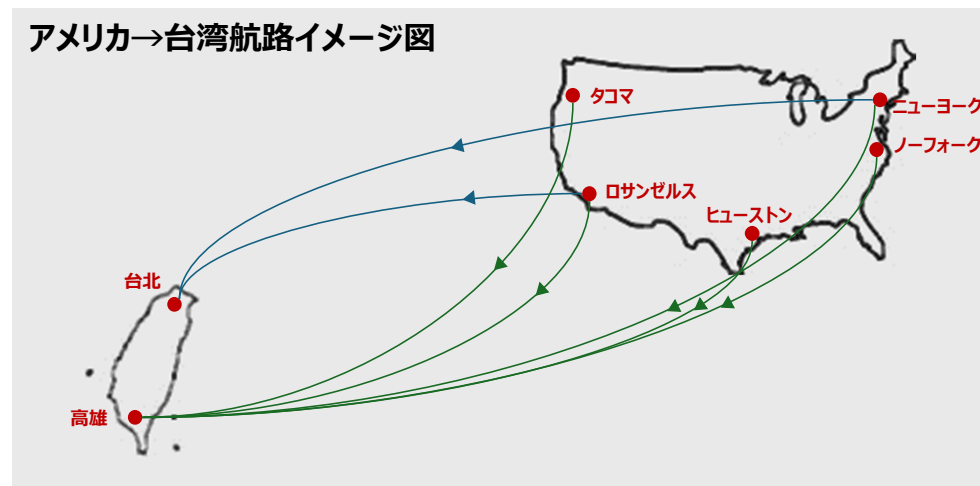 アメリカ→台湾航路イメージ図
タコマ
ニューヨーク
ノーフォーク
ロサンゼルス
ヒューストン
台北
高雄